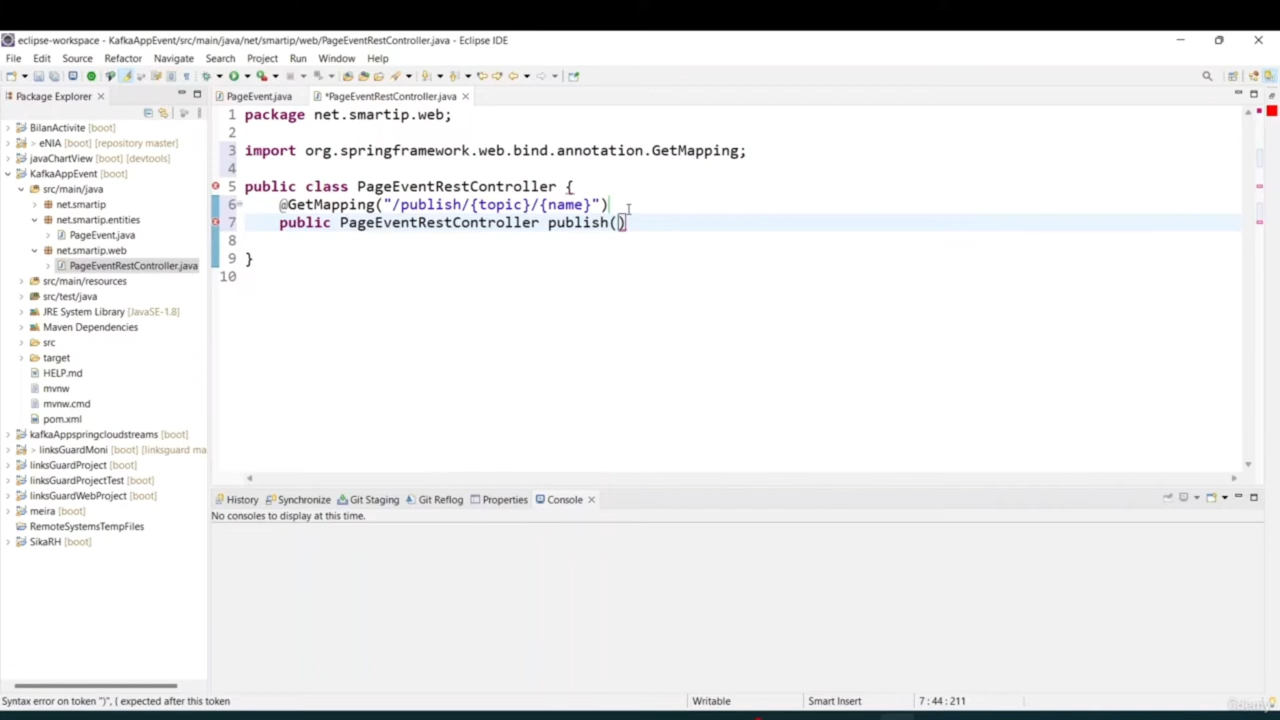 eclipse-workspace - KafkaAppEvent/src/main/java/net/smartip/web/PageEventRestController.java - Eclipse IDE
File Edit Source Refactor Navigate Search Project Run Window Help
Package Explorer
PageEvent.java *PageEventRestController.java
BilanActivite [boot]
> eNIA [boot] [repository master]
javaChartView [boot] [devtools]
KafkaAppEvent [boot]
src/main/java
net.smartip
net.smartip.entities
PageEvent.java
net.smartip.web
PageEventRestController.java
src/main/resources
src/test/java
JRE System Library [JavaSE-1.8]
Maven Dependencies
src
target
HELP.md
mvnw
mvnw.cmd
pom.xml
kafkaAppspringcloudstreams [boot]
> linksGuardMoni [boot] [linksguard ma
linksGuardProject [boot]
linksGuardProjectTest [boot]
linksGuardWebProject [boot]
meira [boot]
RemoteSystemsTempFiles
SikaRH [boot]
1 package net.smartip.web;
2
3 import org.springframework.web.bind.annotation.GetMapping;
4
5 public class PageEventRestController {
6 @GetMapping("/publish/{topic}/{name}")
7 public PageEventRestController publish()
8
9 }
10
History Synchronize Git Staging Git Reflog Properties Console
No consoles to display at this time.
Syntax error on token ")", ( expected after this token
Writable
Smart Insert
7 : 44 : 211
ûdemy